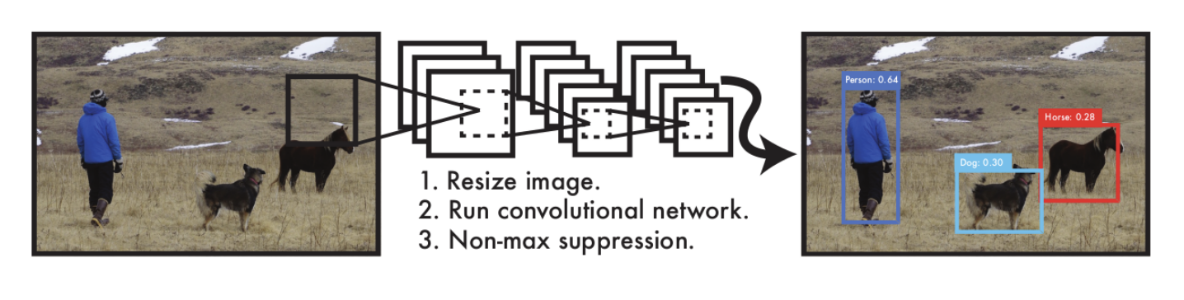 1. Resize image.
2. Run convolutional network.
3. Non-max suppression.
Person: 0.64
Horse: 0.28
Dog: 0.30